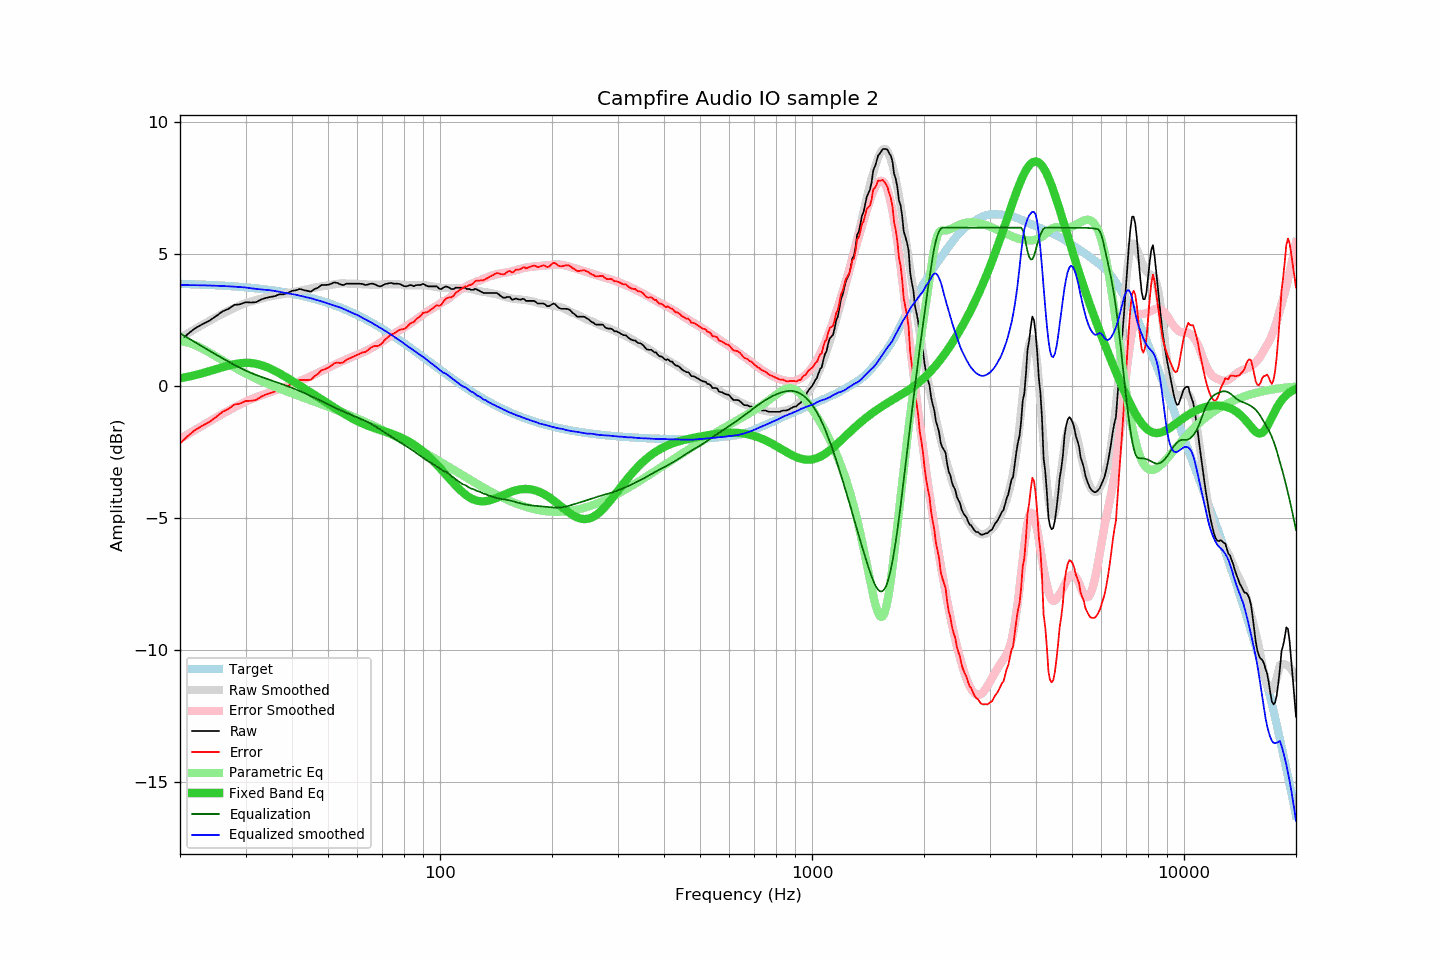 Campfire Audio IO sample 2
10
5
0
−5
−10
−15
Amplitude (dBr)
Target
Raw Smoothed
Error Smoothed
Raw
Error
Parametric Eq
Fixed Band Eq
Equalization
Equalized smoothed
100
1000
10000
Frequency (Hz)